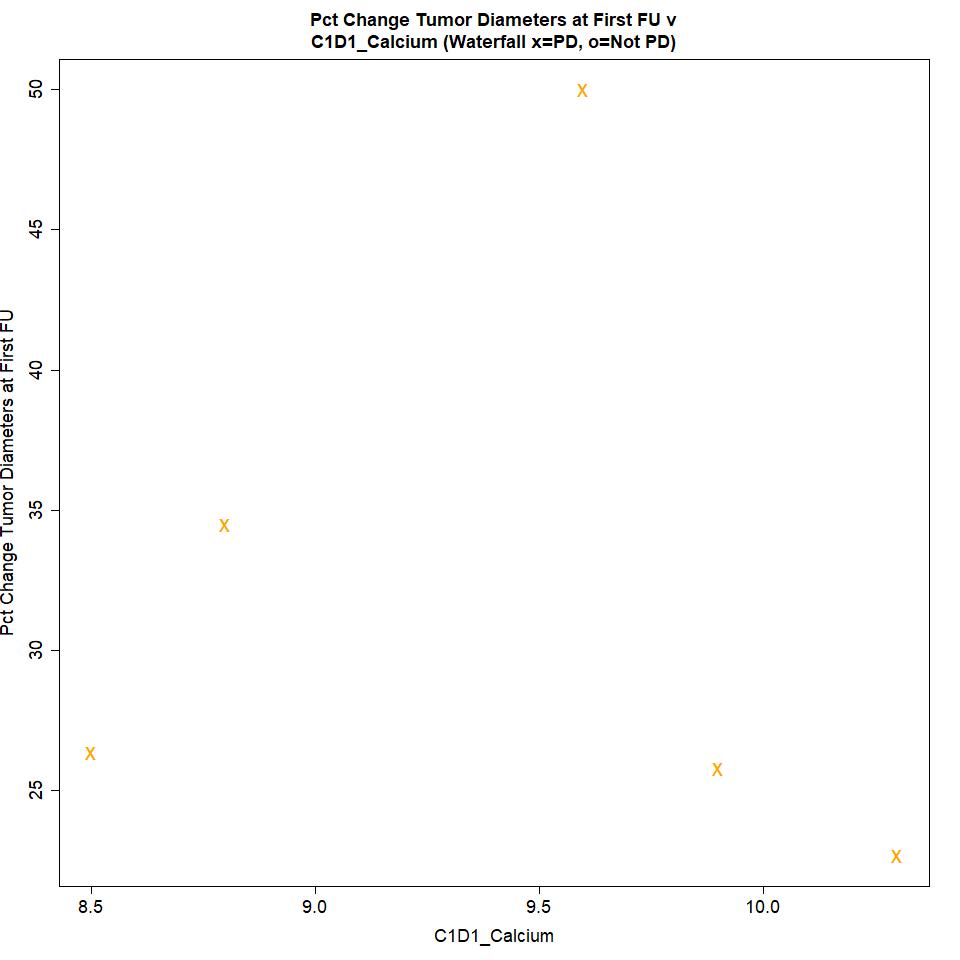 Pct Change Tumor Diameters at First FU v
C1D1_Calcium (Waterfall x=PD, o=Not PD)
Pct Change Tumor Diameters at First FU
50
45
40
35
30
25
X
X
X
X
X
8.5
9.0
9.5
10.0
C1D1_Calcium